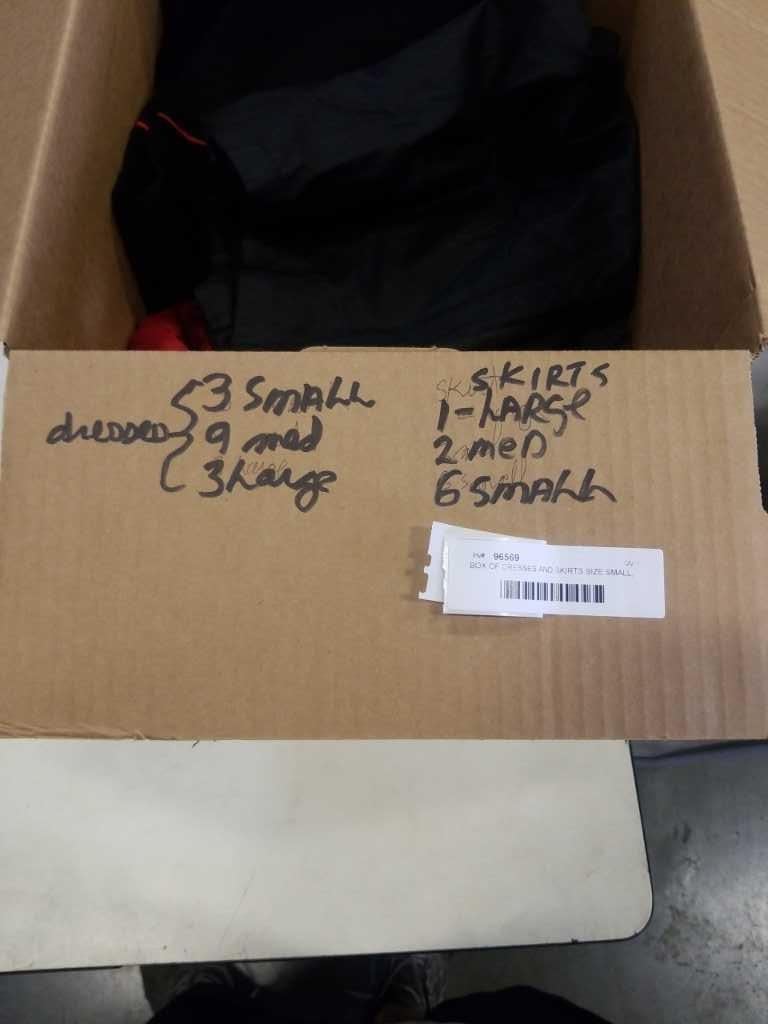 dresses { 3 SMALL
9 med
3 Large
SKIRTS
1-LARGE
2 MED
6 SMALL
96569
BOX OF DRESSES AND SKIRTS SIZE SMALL,